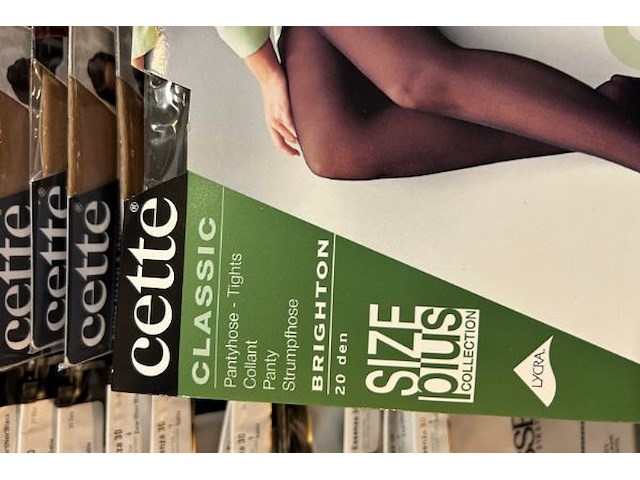 cette®
CLASSIC
Pantyhose - Tights
Collant
Panty
Strumpfhose
BRIGHTON
20 den
SIZE
plus
COLLECTION
LYCRA
cette
cette
cette®